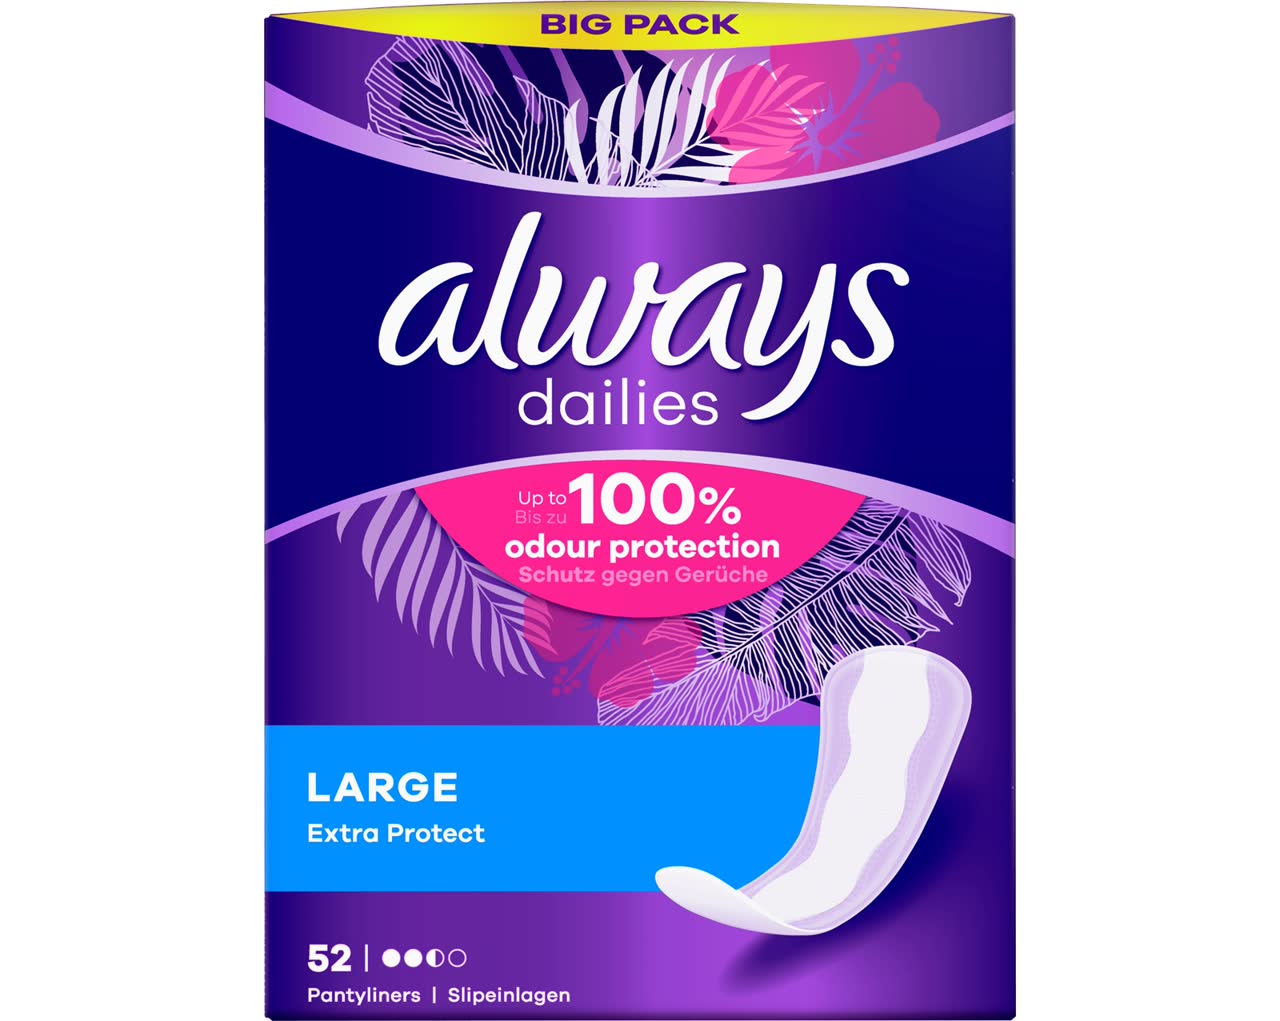 BIG PACK
always
dailies
Up to 100%
Bis zu
odour protection
Schutz gegen Gerüche
LARGE
Extra Protect
52 |
Pantyliners | Slipeinlagen